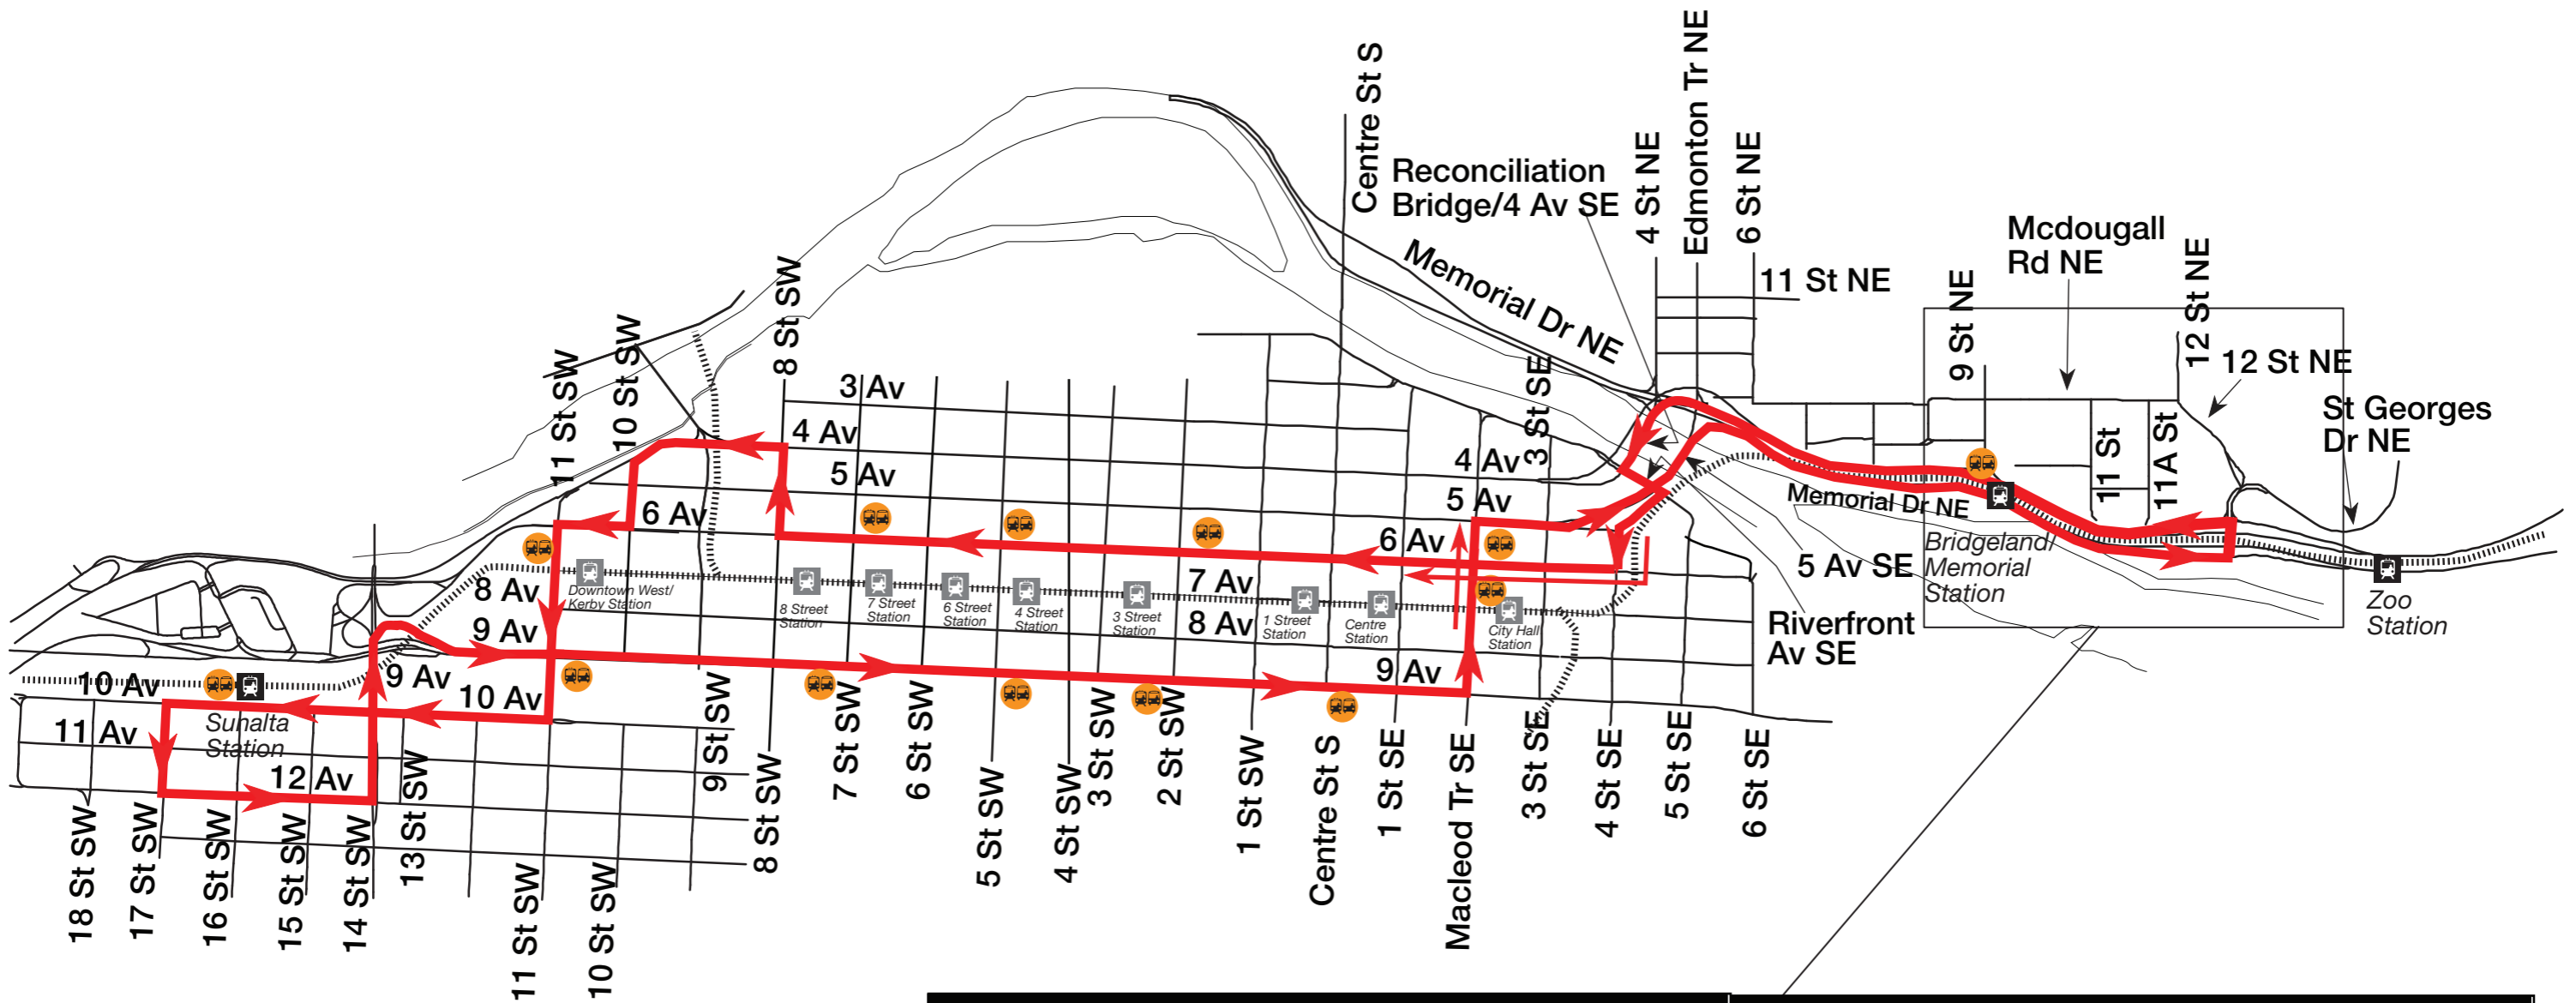 Centre St S
Reconciliation
Bridge/4 Av SE
4 St NE
Edmonton Tr NE
6 St NE
11 St NE
Mcdougall
Rd NE
9 St NE
12 St NE
12 St NE
St Georges
Dr NE
Memorial Dr NE
8 St SW
11 St SW
10 St SW
3 Av
4 Av
5 Av
6 Av
3 St SE
4 Av
5 Av
6 Av
11 St
11A St
Memorial Dr NE
Bridgeland/
Memorial
Station
5 Av SE
Riverfront
Av SE
Zoo
Station
8 Av
9 Av
Downtown West/
Kerby Station
8 Street
Station
7 Street
Station
6 Street
Station
4 Street
Station
3 Street
Station
7 Av
8 Av
1 Street
Station
Centre
Station
City Hall
Station
9 Av
10 Av
9 Av
10 Av
Sunalta
Station
11 Av
12 Av
18 St SW
17 St SW
16 St SW
15 St SW
14 St SW
13 St SW
11 St SW
10 St SW
9 St SW
8 St SW
7 St SW
6 St SW
5 St SW
4 St SW
3 St SW
2 St SW
1 St SW
Centre St S
1 St SE
Macleod Tr SE
3 St SE
4 St SE
5 St SE
6 St SE